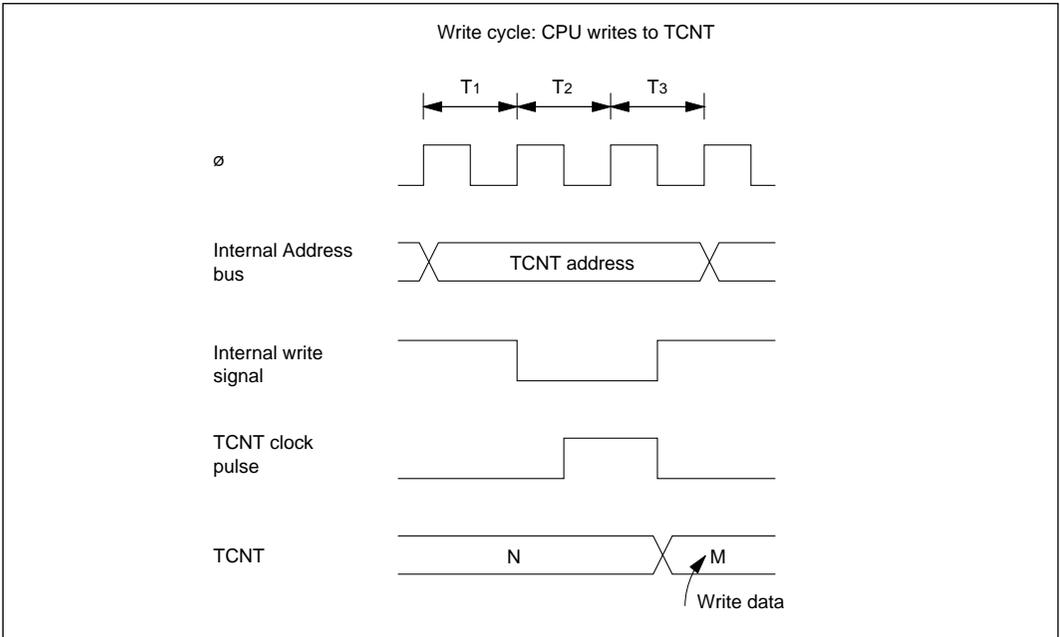 Write cycle: CPU writes to TCNT
T1 T2 T3
ø
Internal Address
bus
TCNT address
Internal write
signal
TCNT clock
pulse
TCNT
N
M
Write data